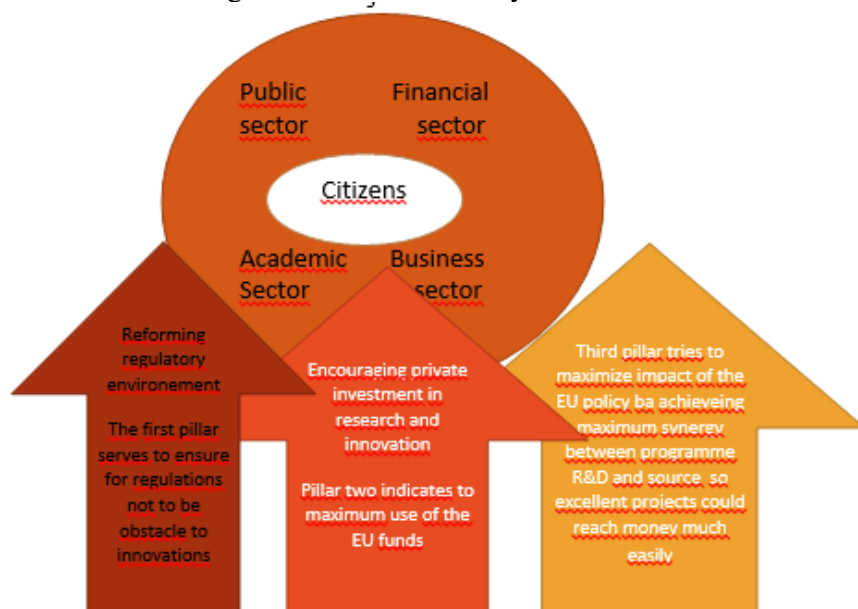 Public
sector
Financial
sector
Citizens
Academic
Sector
Business
sector
Reforming
regulatory
environement
The first pillar
serves to ensure
for regulations
not to be
obstacle to
innovations
Encouraging private
investment in
research and
innovation
Pillar two indicates to
maximum use of the
EU funds
Third pillar tries to
maximize impact of the
EU policy ba achieveing
maximum synergy
between programme
R&D and source so
excellent projects could
reach money much
easily